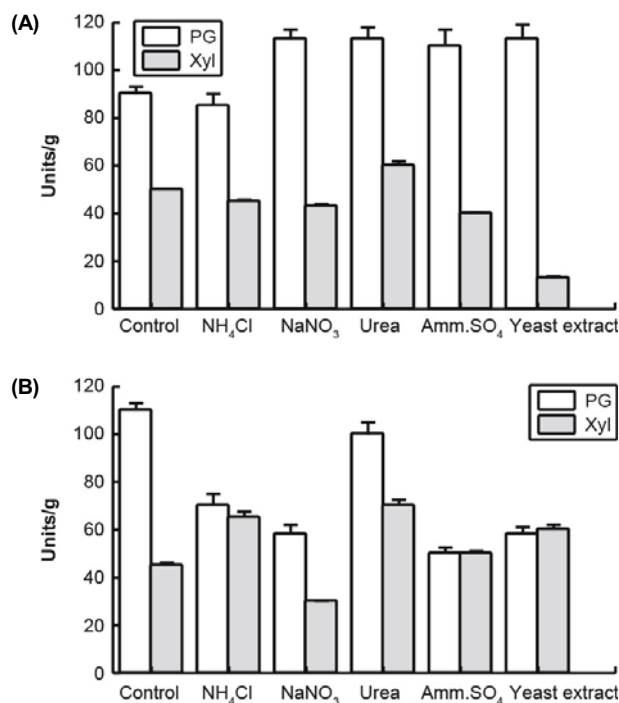 (A)
120
100
80
60
40
20
0
Units/g
PG
Xyl
Control NH₄Cl NaNO₃ Urea Amm.SO₄ Yeast extract
(B)
120
100
80
60
40
20
0
Units/g
PG
Xyl
Control NH₄Cl NaNO₃ Urea Amm.SO₄ Yeast extract